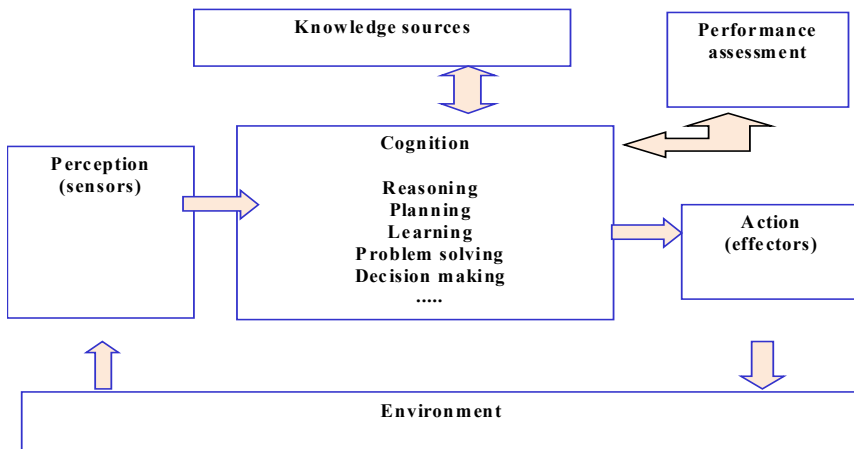 Knowledge sources
Performance
assessment
Perception
(sensors)
Cognition
Reasoning
Planning
Learning
Problem solving
Decision making
.....
Action
(effectors)
Environment